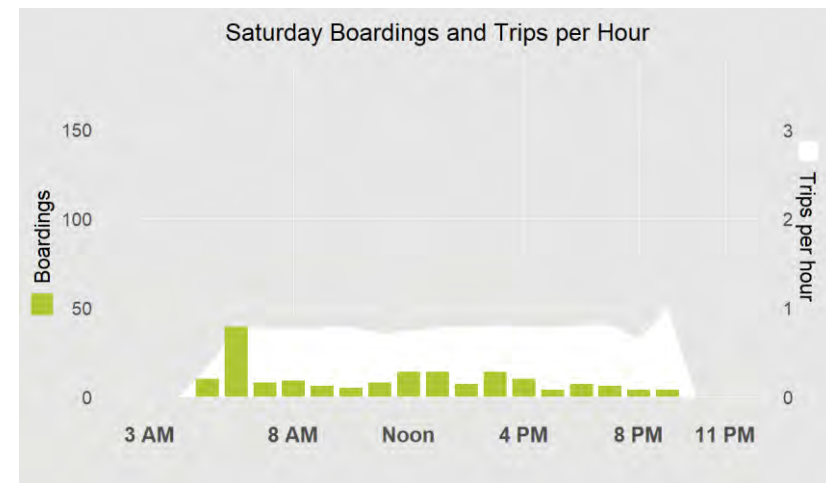 Saturday Boardings and Trips per Hour
150
100
50
0
Boardings
3
2
1
0
Trips per hour
3 AM 8 AM Noon 4 PM 8 PM 11 PM